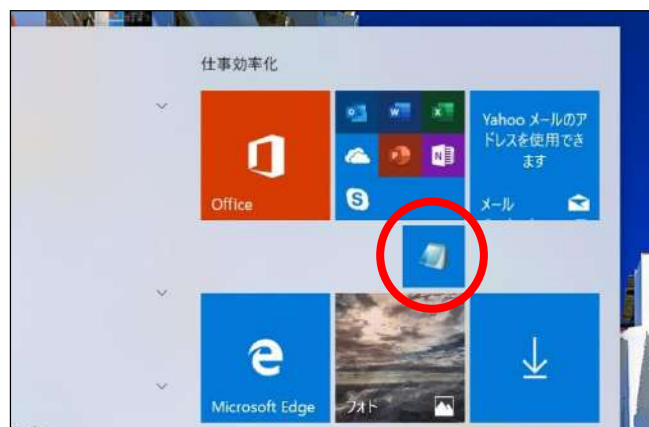 仕事効率化
Office
Yahoo メールのア
ドレスを使用でき
ます
メール
Microsoft Edge
フォト